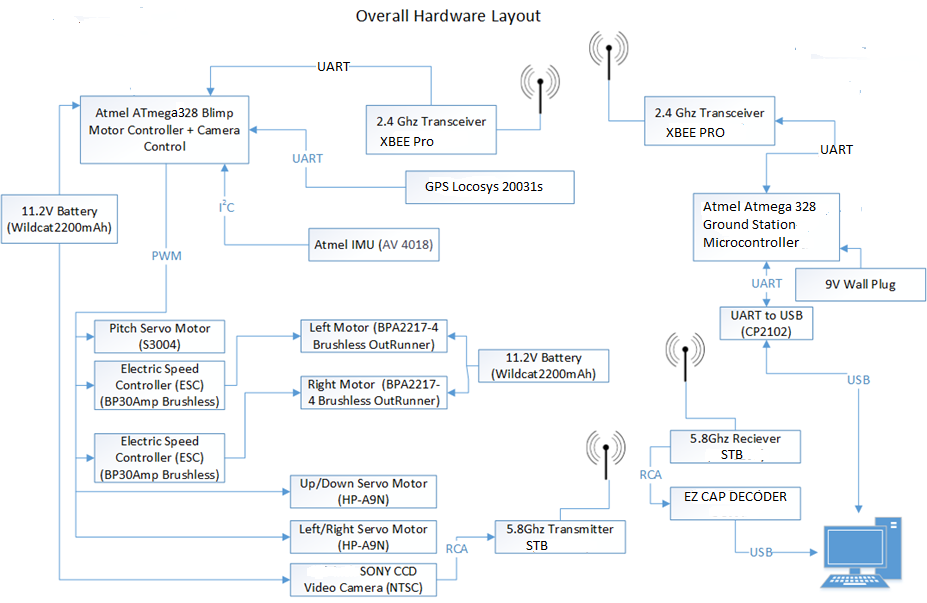 Overall Hardware Layout
UART
Atmel ATmega328 Blimp
Motor Controller + Camera
Control
2.4 Ghz Transceiver
XBEE Pro
2.4 Ghz Transceiver
XBEE PRO
UART
UART
GPS Locosys 20031s
11.2V Battery
(Wildcat2200mAh)
I²C
Atmel IMU (AV 4018)
Atmel Atmega 328
Ground Station
Microcontroller
PWM
UART
9V Wall Plug
UART to USB
(CP2102)
Pitch Servo Motor
(S3004)
Left Motor (BPA2217-4
Brushless OutRunner)
Electric Speed
Controller (ESC)
(BP30Amp Brushless)
11.2V Battery
(Wildcat2200mAh)
Right Motor (BPA2217-
4 Brushless OutRunner)
USB
Electric Speed
Controller (ESC)
(BP30Amp Brushless)
5.8Ghz Reciever
STB
RCA
Up/Down Servo Motor
(HP-A9N)
EZ CAP DECODER
Left/Right Servo Motor
(HP-A9N)
5.8Ghz Transmitter
STB
RCA
USB
SONY CCD
Video Camera (NTSC)